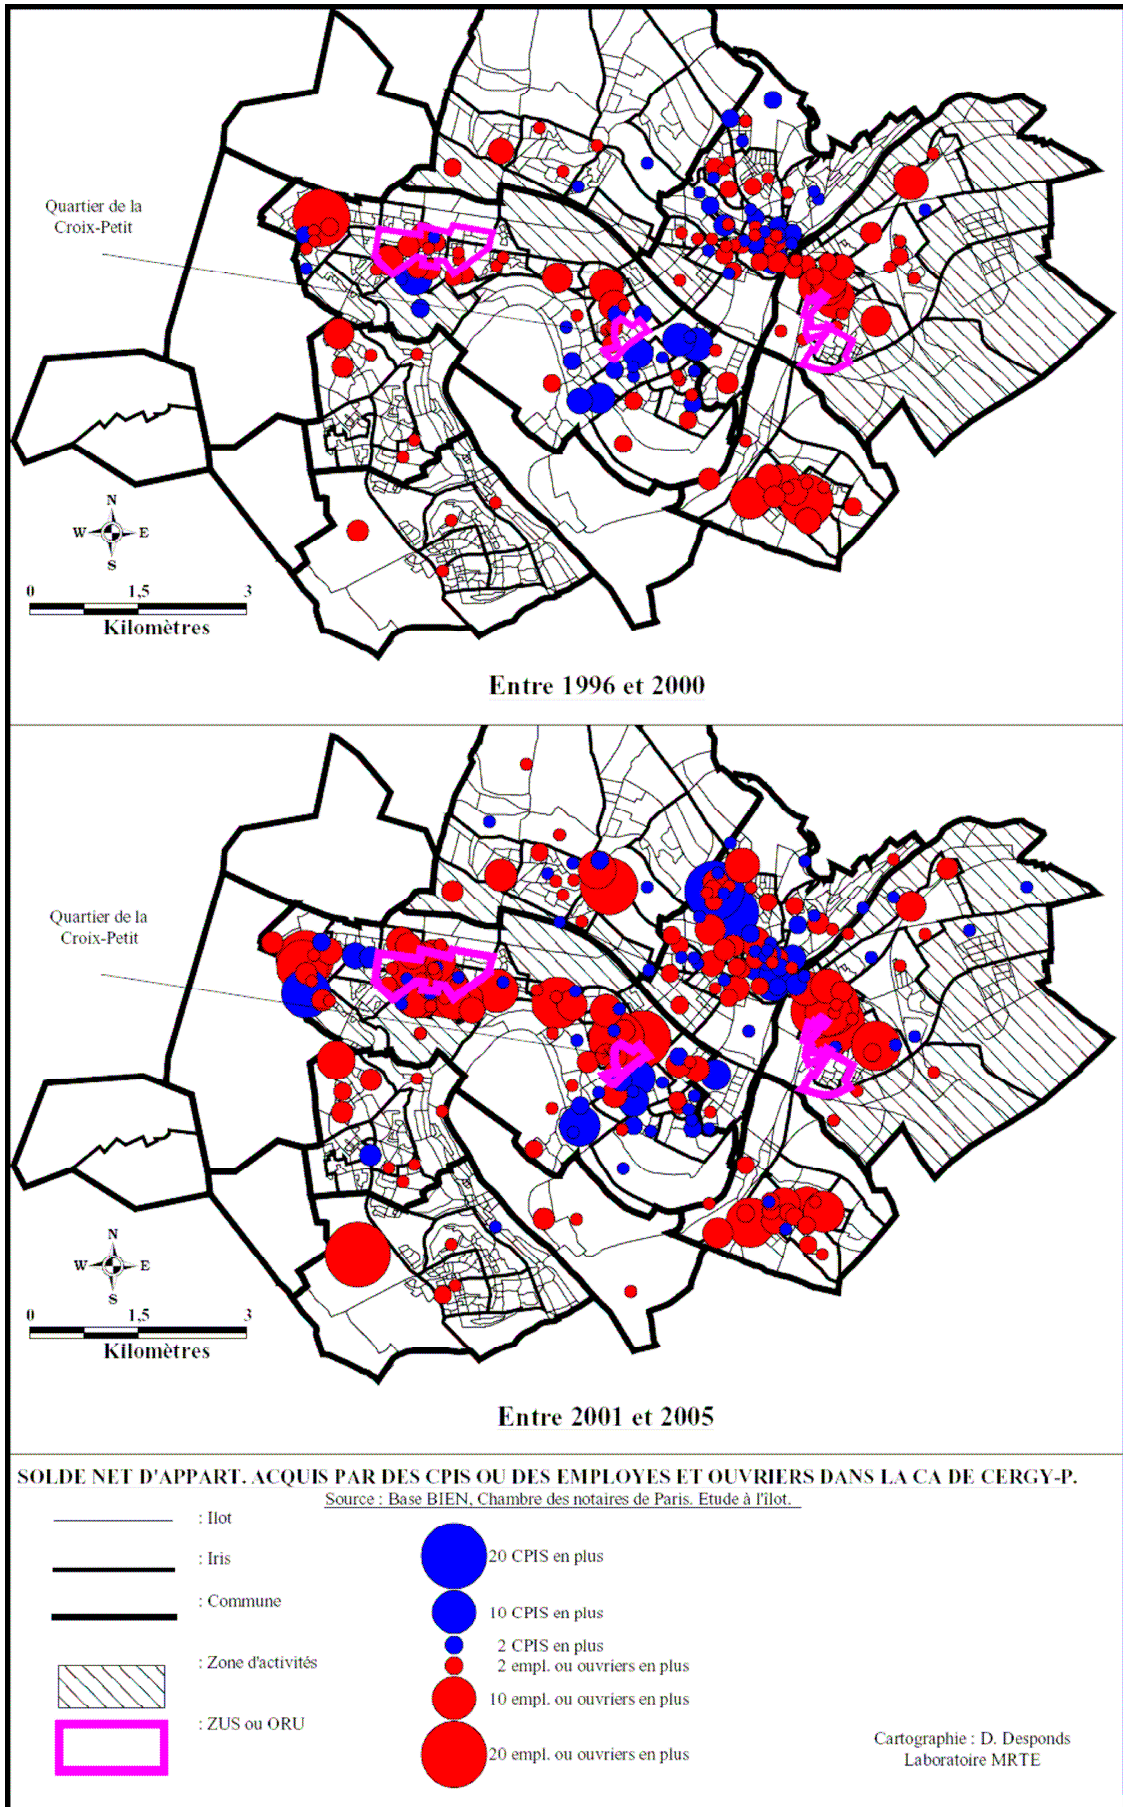 Quartier de la
Croix-Petit
N
W E
S
0 1,5 3
Kilomètres
Entre 1996 et 2000
Quartier de la
Croix-Petit
N
W E
S
0 1,5 3
Kilomètres
Entre 2001 et 2005
SOLDE NET D'APPART. ACQUIS PAR DES CPIS OU DES EMPLOYES ET OUVRIERS DANS LA CA DE CERGY-P.
Source : Base BIEN, Chambre des notaires de Paris. Etude à l'îlot.
: Ilot
: Iris
: Commune
: Zone d'activités
: ZUS ou ORU
20 CPIS en plus
10 CPIS en plus
2 CPIS en plus
2 empl. ou ouvriers en plus
10 empl. ou ouvriers en plus
20 empl. ou ouvriers en plus
Cartographie : D. Desponds
Laboratoire MRTE